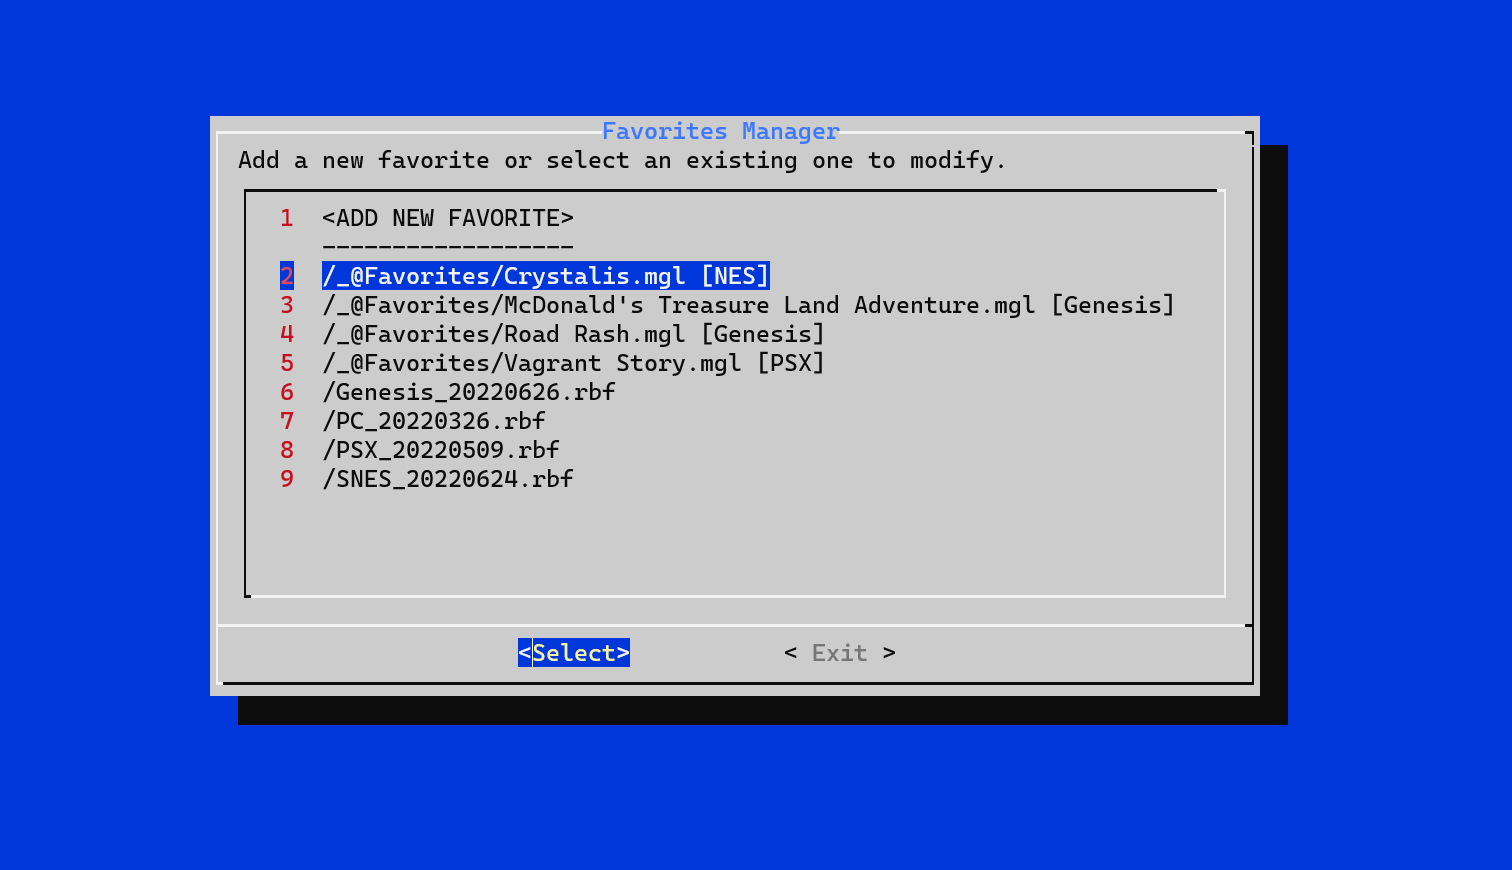 Favorites Manager
Add a new favorite or select an existing one to modify.
1 <ADD NEW FAVORITE>
------------------
2 /_@Favorites/Crystalis.mgl [NES]
3 /_@Favorites/McDonald's Treasure Land Adventure.mgl [Genesis]
4 /_@Favorites/Road Rash.mgl [Genesis]
5 /_@Favorites/Vagrant Story.mgl [PSX]
6 /Genesis_20220626.rbf
7 /PC_20220326.rbf
8 /PSX_20220509.rbf
9 /SNES_20220624.rbf
<Select> < Exit >